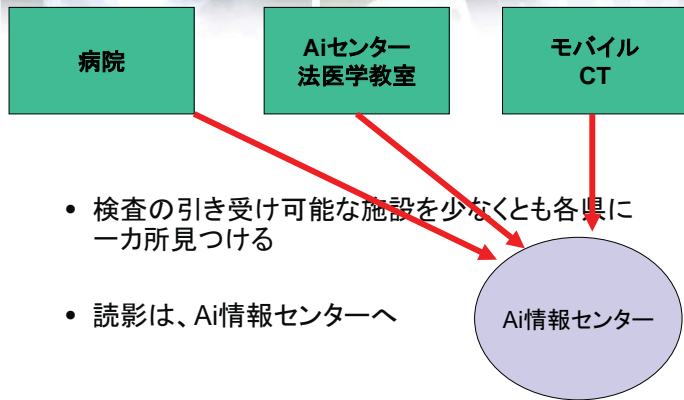 病院
Aiセンター
法医学教室
モバイル
CT
• 検査の引き受け可能な施設を少なくとも各県に
一カ所見つける
• 読影は、Ai情報センターへ
Ai情報センター